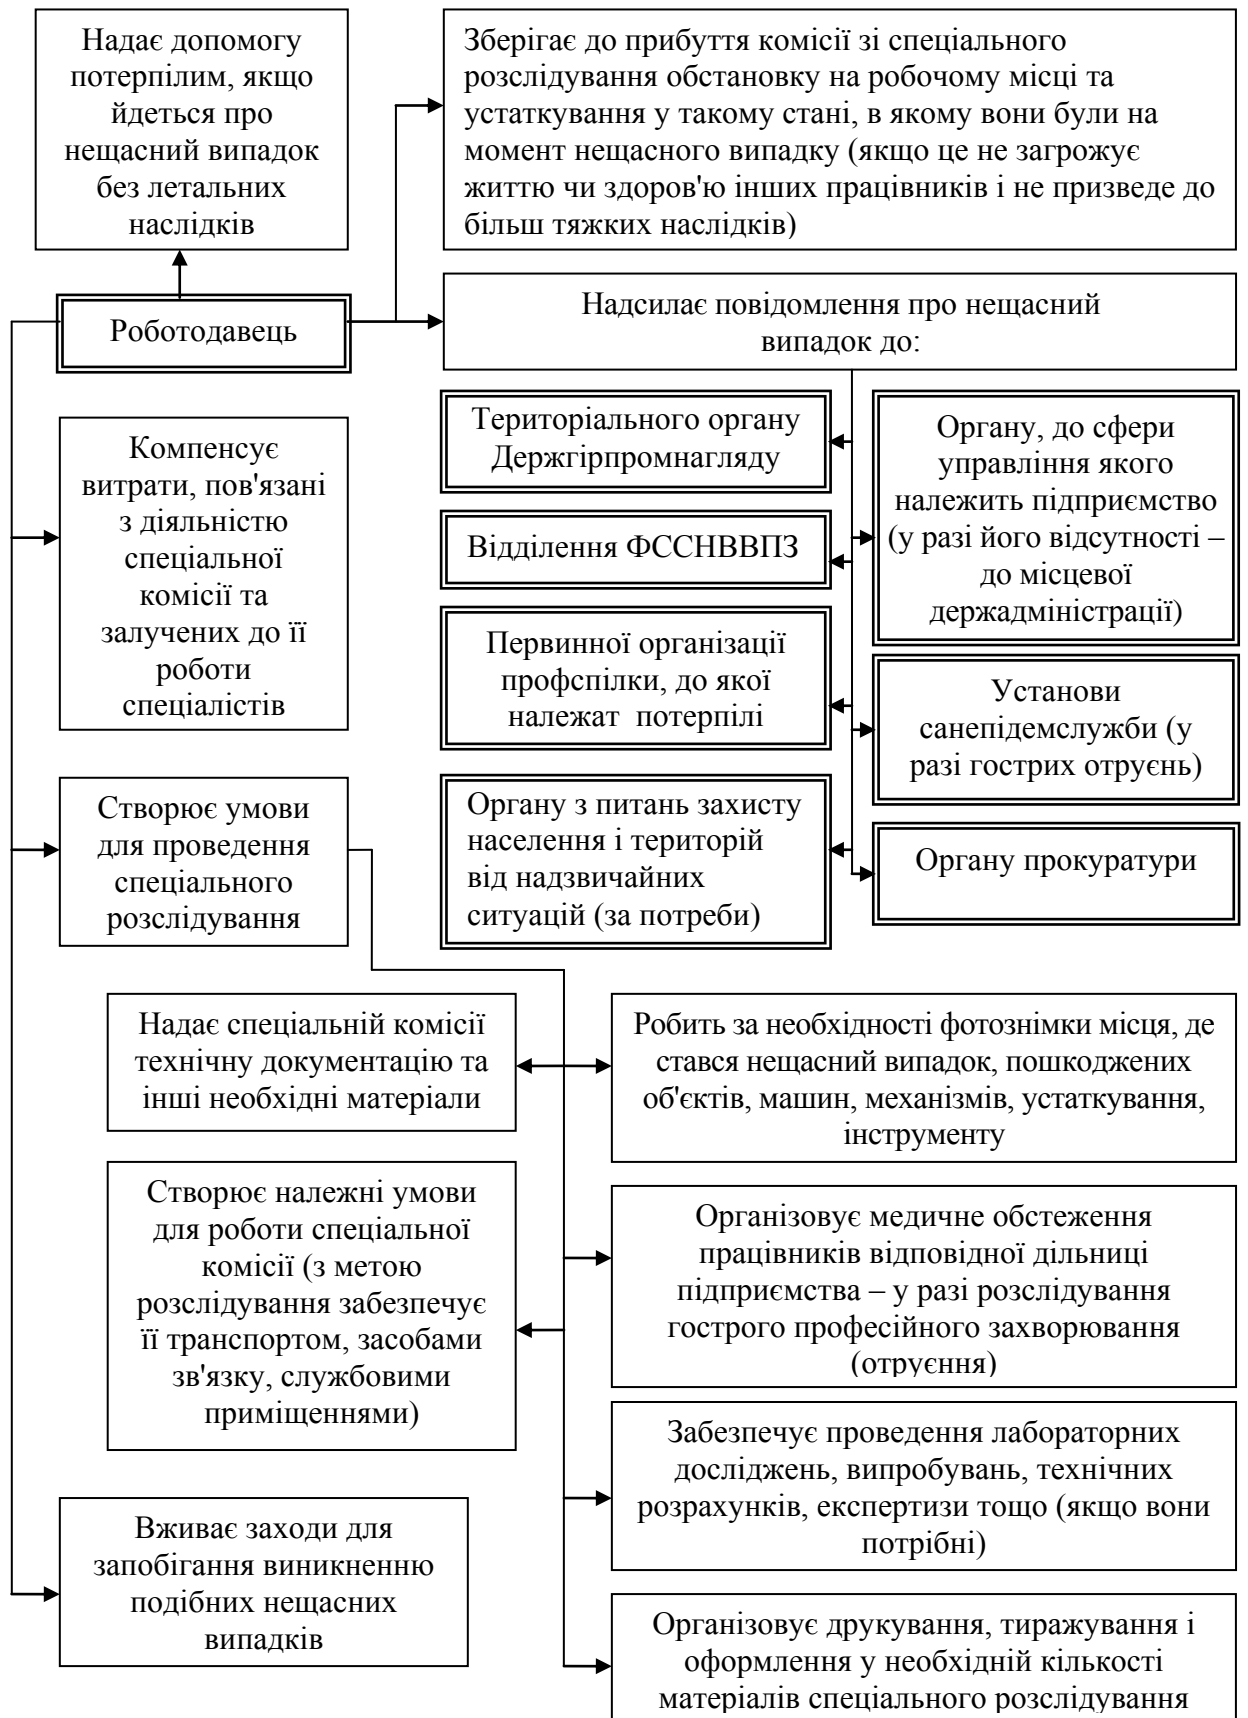 Надає допомогу
потерпілим, якщо
йдеться про
нещасний випадок
без летальних
наслідків
Зберігає до прибуття комісії зі спеціального
розслідування обстановку на робочому місці та
устаткування у такому стані, в якому вони були на
момент нещасного випадку (якщо це не загрожує
життю чи здоров'ю інших працівників і не призведе до
більш тяжких наслідків)
Роботодавець
Надсилає повідомлення про нещасний
випадок до:
Компенсує
витрати, пов'язані
з діяльністю
спеціальної
комісії та
залучених до її
роботи
спеціалістів
Територіального органу
Держгірпромнагляду
Органу, до сфери
управління якого
належить підприємство
(у разі його відсутності –
до місцевої
держадміністрації)
Відділення ФССНВВПЗ
Первинної організації
профспілки, до якої
належат потерпілі
Установи
санепідемслужби (у
разі гострих отруєнь)
Створює умови
для проведення
спеціального
розслідування
Органу з питань захисту
населення і територій
від надзвичайних
ситуацій (за потреби)
Органу прокуратури
Надає спеціальній комісії
технічну документацію та
інші необхідні матеріали
Робить за необхідності фотознімки місця, де
стався нещасний випадок, пошкоджених
об'єктів, машин, механізмів, устаткування,
інструменту
Створює належні умови
для роботи спеціальної
комісії (з метою
розслідування забезпечує
її транспортом, засобами
зв'язку, службовими
приміщеннями)
Організовує медичне обстеження
працівників відповідної дільниці
підприємства – у разі розслідування
гострого професійного захворювання
(отруєння)
Забезпечує проведення лабораторних
досліджень, випробувань, технічних
розрахунків, експертизи тощо (якщо вони
потрібні)
Вживає заходи для
запобігання виникненню
подібних нещасних
випадків
Організовує друкування, тиражування і
оформлення у необхідній кількості
матеріалів спеціального розслідування